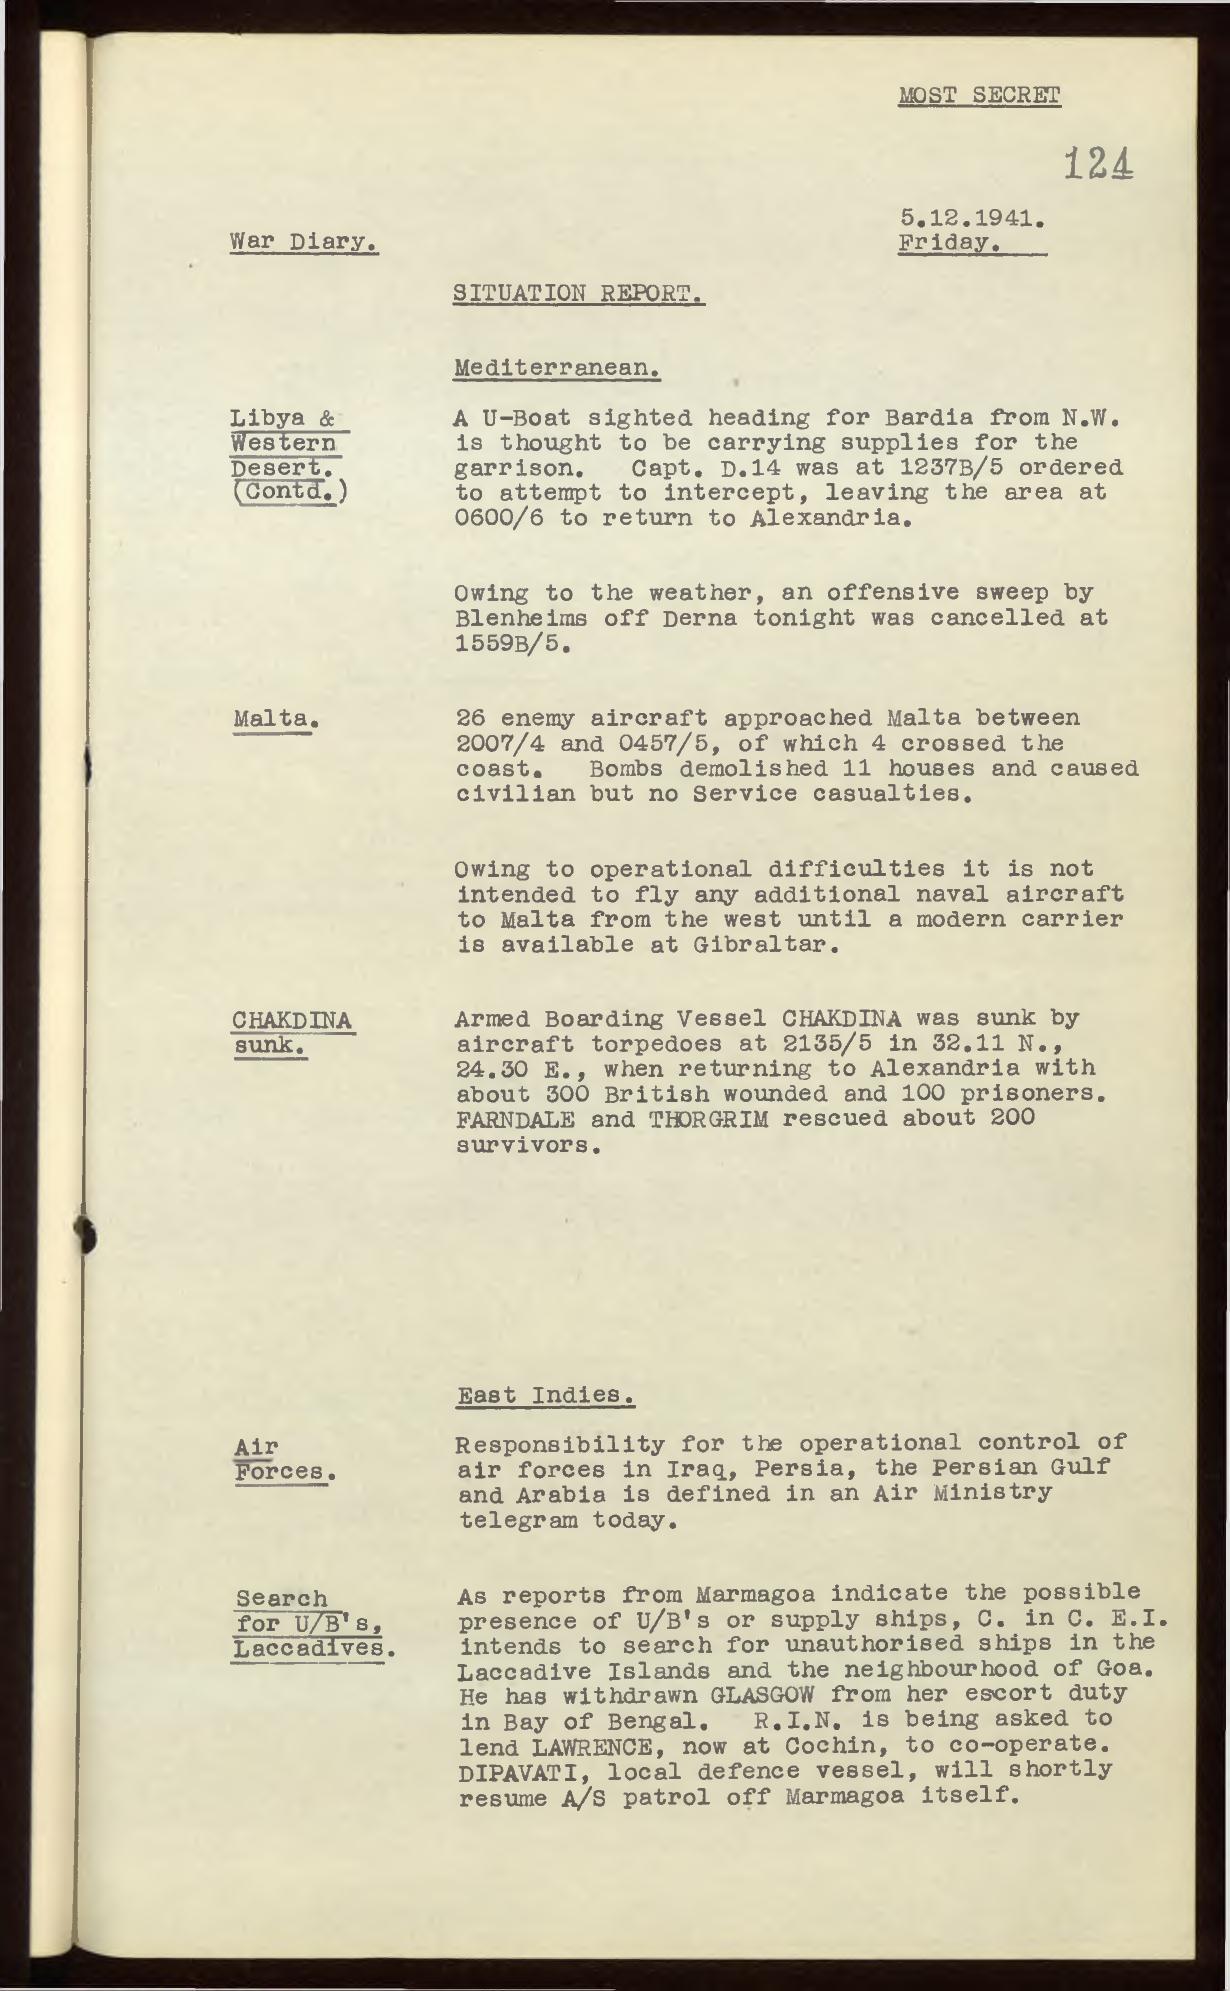 MOST SECRET
124
5.12.1941.
War Diary.
Friday.
SITUATION REPORT.
Mediterranean.
Libya &
Western
Desert.
(Contd.)
A U-Boat sighted heading for Bardia from N.W.
is thought to be carrying supplies for the
garrison. Capt. D.14 was at 1237B/5 ordered
to attempt to intercept, leaving the area at
0600/6 to return to Alexandria.
Owing to the weather, an offensive sweep by
Blenheims off Derna tonight was cancelled at
1559B/5.
Malta.
26 enemy aircraft approached Malta between
2007/4 and 0457/5, of which 4 crossed the
coast. Bombs demolished 11 houses and caused
civilian but no Service casualties.
Owing to operational difficulties it is not
intended to fly any additional naval aircraft
to Malta from the west until a modern carrier
is available at Gibraltar.
CHAKDINA
sunk.
Armed Boarding Vessel CHAKDINA was sunk by
aircraft torpedoes at 2135/5 in 32.11 N.,
24.30 E., when returning to Alexandria with
about 300 British wounded and 100 prisoners.
FARNDALE and THORGRIM rescued about 200
survivors.
East Indies.
Air
Forces.
Responsibility for the operational control of
air forces in Iraq, Persia, the Persian Gulf
and Arabia is defined in an Air Ministry
telegram today.
Search
for U/B's,
Laccadives.
As reports from Marmagoa indicate the possible
presence of U/B's or supply ships, C. in C. E.I.
intends to search for unauthorised ships in the
Laccadive Islands and the neighbourhood of Goa.
He has withdrawn GLASGOW from her escort duty
in Bay of Bengal. R.I.N. is being asked to
lend LAWRENCE, now at Cochin, to co-operate.
DIPAVATI, local defence vessel, will shortly
resume A/S patrol off Marmagoa itself.